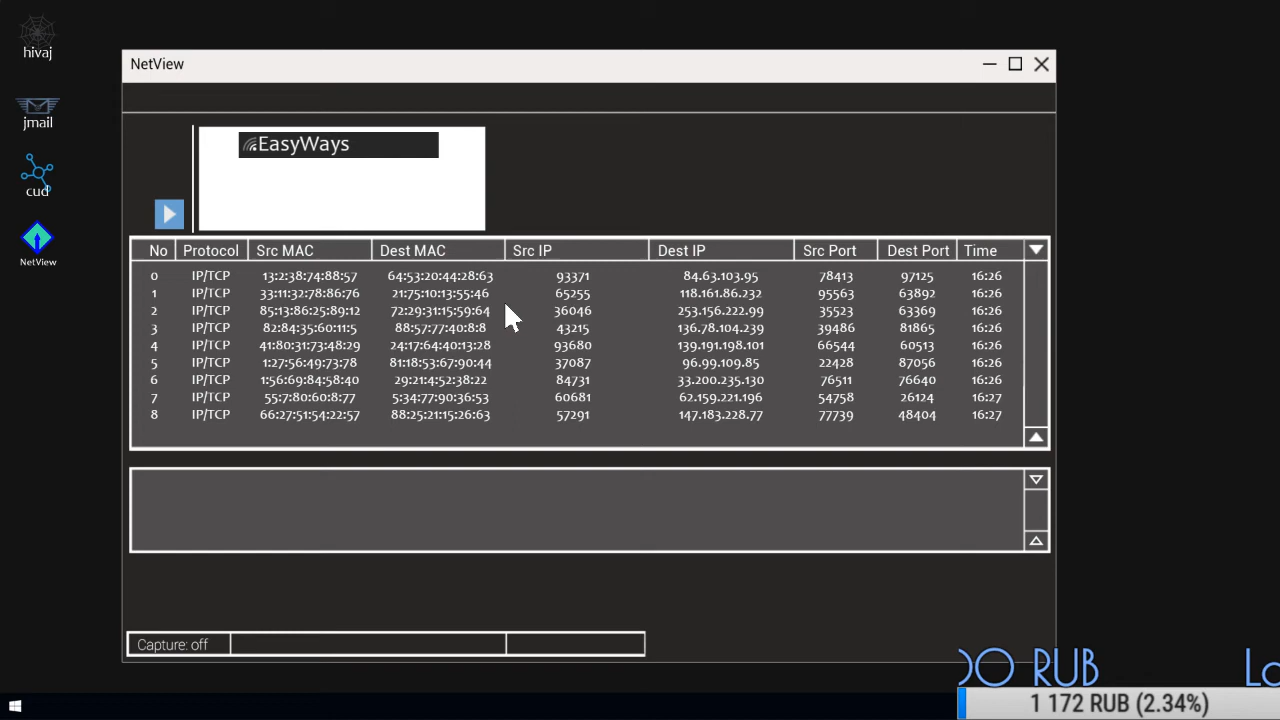 hivaj
jmail
cud
NetView
NetView
EasyWays
No Protocol Src MAC Dest MAC Src IP Dest IP Src Port Dest Port Time
0 IP/TCP 13:2:38:74:88:57 64:53:20:44:28:63 93371 84.63.103.95 78413 97125 16:26
1 IP/TCP 33:11:32:78:86:76 21:75:10:13:55:46 65255 118.161.86.232 95563 63892 16:26
2 IP/TCP 85:13:86:25:89:12 72:29:31:15:59:64 36046 253.156.222.99 35523 63369 16:26
3 IP/TCP 82:84:35:60:11:5 88:57:77:40:8:8 43215 136.78.104.239 39486 81865 16:26
4 IP/TCP 41:80:31:73:48:29 24:17:64:40:13:28 93680 139.191.198.101 66544 60513 16:26
5 IP/TCP 1:27:56:49:73:78 81:18:53:67:90:44 37087 96.99.109.85 22428 87056 16:26
6 IP/TCP 1:56:69:84:58:40 29:21:4:52:38:22 84731 33.200.235.130 76511 76640 16:26
7 IP/TCP 55:7:80:60:8:77 5:34:77:90:36:53 60681 62.159.221.196 54758 26124 16:27
8 IP/TCP 66:27:51:54:22:57 88:25:21:15:26:63 57291 147.183.228.77 77739 48404 16:27
Capture: off
RUB
1 172 RUB (2.34%)